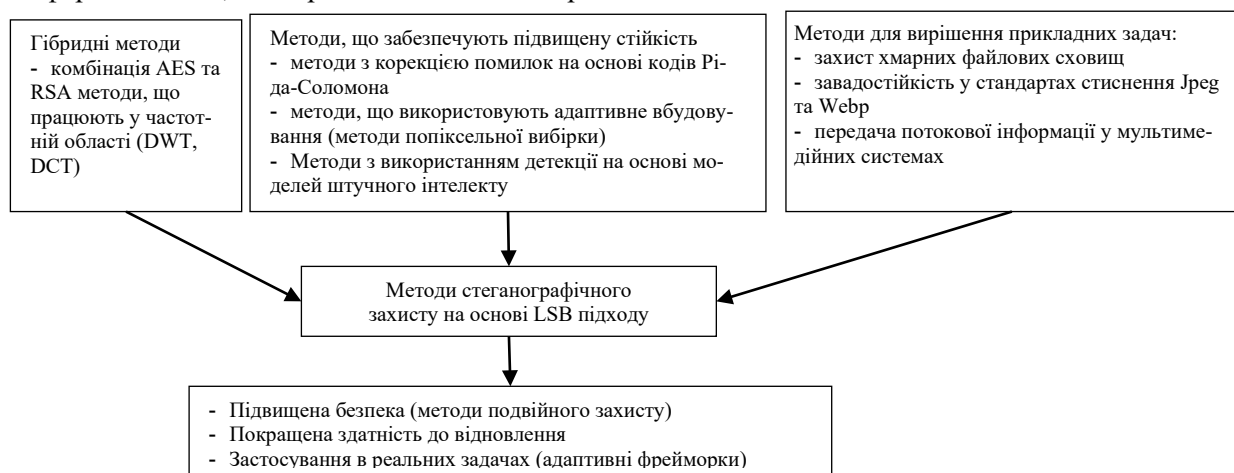 Гібридні методи
- комбінація AES та
RSA методи, що
працюють у частот-
ній області (DWT,
DCT)
Методи, що забезпечують підвищену стійкість
- методи з корекцією помилок на основі кодів Рі-
да-Соломона
- методи, що використовують адаптивне вбудову-
вання (методи попіксельної вибірки)
- Методи з використанням детекції на основі мо-
делей штучного інтелекту
Методи для вирішення прикладних задач:
- захист хмарних файлових сховищ
- завадостійкість у стандартах стиснення Jpeg
та Webp
- передача потокової інформації у мультиме-
дійних системах
Методи стеганографічного
захисту на основі LSB підходу
- Підвищена безпека (методи подвійного захисту)
- Покращена здатність до відновлення
- Застосування в реальних задачах (адаптивні фрейморки)